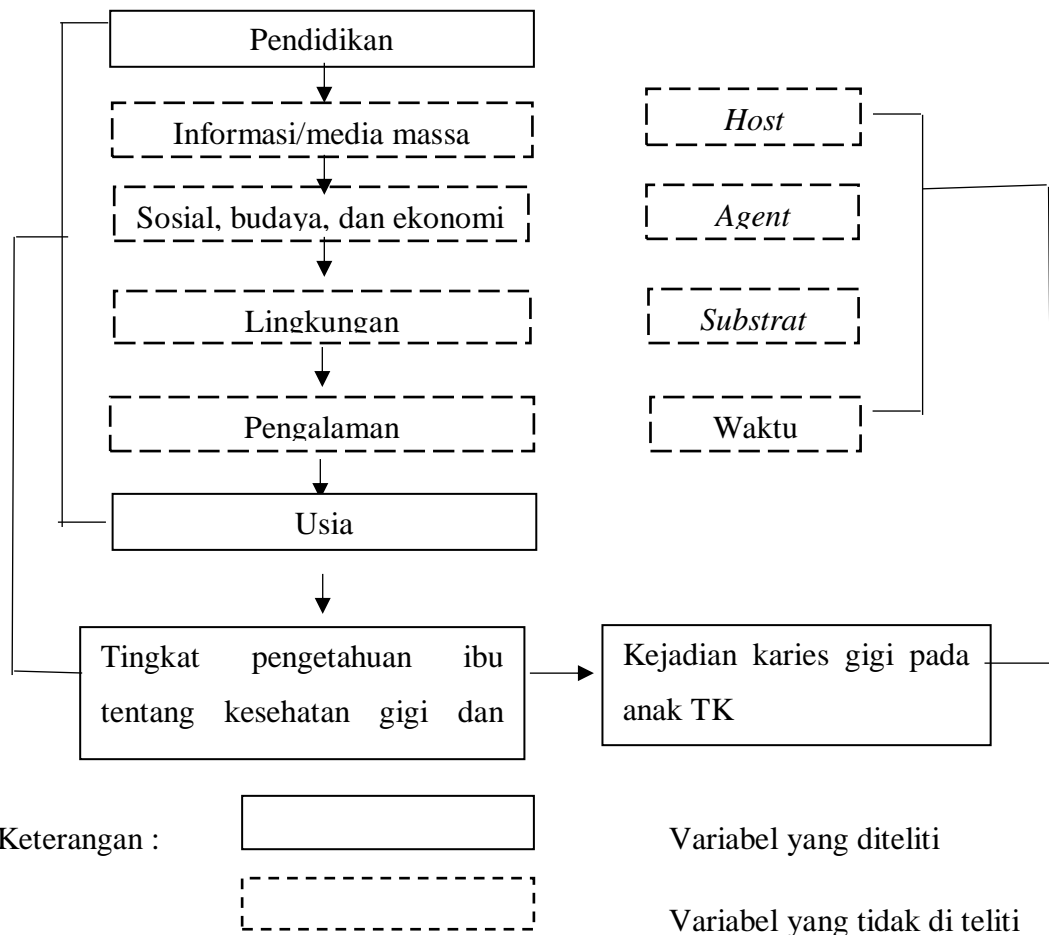 Pendidikan
Informasi/media massa
Sosial, budaya, dan ekonomi
Lingkungan
Pengalaman
Usia
Host
Agent
Substrat
Waktu
Tingkat pengetahuan ibu
tentang kesehatan gigi dan
Kejadian karies gigi pada
anak TK
Keterangan :
Variabel yang diteliti
Variabel yang tidak di teliti